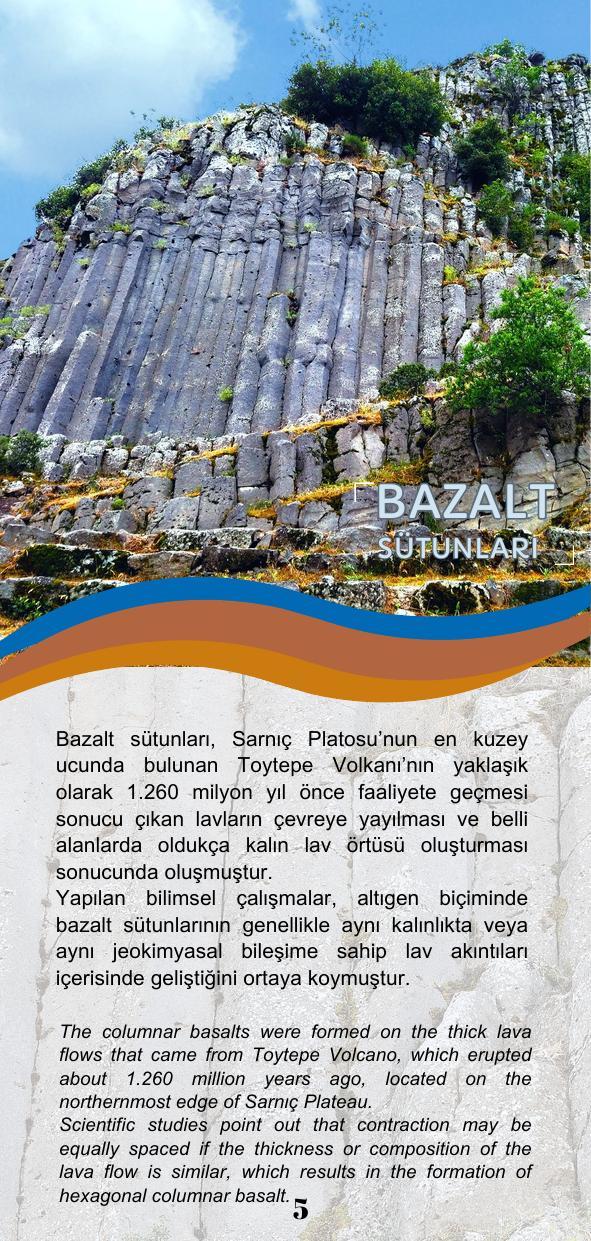 BAZALT
SÜTUNLARI
Bazalt sütunları, Sarnıç Platosu’nun en kuzey
ucunda bulunan Toytepe Volkanı’nın yaklaşık
olarak 1.260 milyon yıl önce faaliyete geçmesi
sonucu çıkan lavların çevreye yayılması ve belli
alanlarda oldukça kalın lav örtüsü oluşturması
sonucunda oluşmuştur.
Yapılan bilimsel çalışmalar, altıgen biçiminde
bazalt sütunlarının genellikle aynı kalınlıkta veya
aynı jeokimyasal bileşime sahip lav akıntıları
içerisinde geliştiğini ortaya koymuştur.
The columnar basalts were formed on the thick lava
flows that came from Toytepe Volcano, which erupted
about 1.260 million years ago, located on the
northernmost edge of Sarnıç Plateau.
Scientific studies point out that contraction may be
equally spaced if the thickness or composition of the
lava flow is similar, which results in the formation of
hexagonal columnar basalt.
5